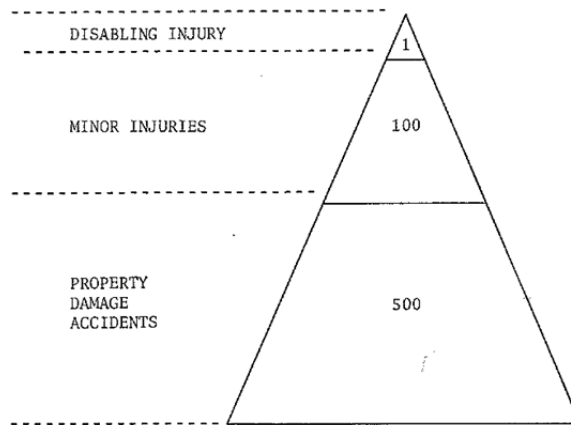 DISABLING INJURY
1
MINOR INJURIES
100
PROPERTY
DAMAGE
ACCIDENTS
500